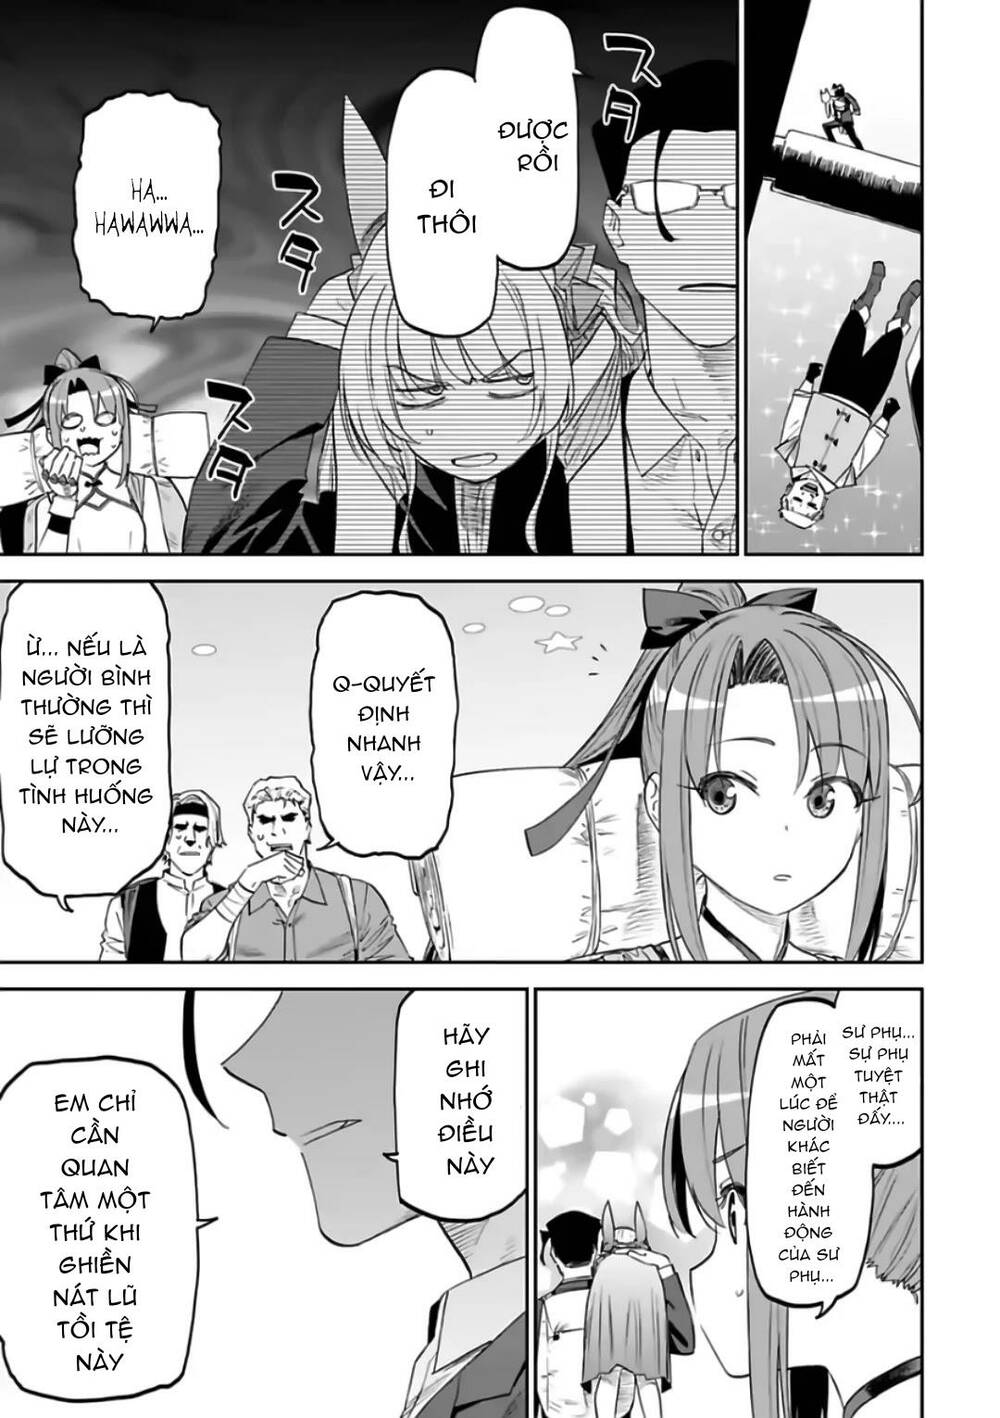 スタ
ĐƯỢC
RỒI
ĐI
THÔI
スタ
スタ
HA...
HAWAWWA...
Q-QUYẾT
ĐỊNH
NHANH
VẬY...
Ừ... NẾU LÀ
NGƯỜI BÌNH
THƯỜNG THÌ
SẼ LƯỠNG
LỰ TRONG
TÌNH HUỐNG
NÀY...
SƯ PHỤ...
SƯ PHỤ
TUYỆT
THẬT
ĐẤY....
PHẢI
MẤT
MỘT
LÚC ĐỂ
NGƯỜI
KHÁC
BIẾT
ĐẾN
HÀNH
ĐỘNG
CỦA SƯ
PHỤ...
HÃY
GHI
NHỚ
ĐIỀU
NÀY
EM CHỈ
CẦN
QUAN
TÂM MỘT
THỨ KHI
GHIỀN
NÁT LŨ
TỒI TỆ
NÀY